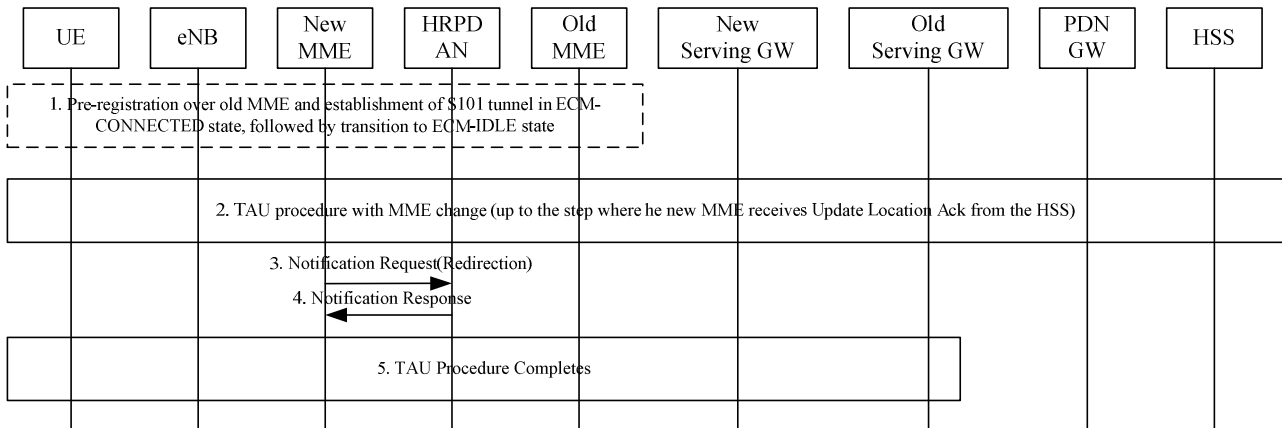 UE
eNB
New
MME
HRPD
AN
Old
MME
New
Serving GW
Old
Serving GW
PDN
GW
HSS
1. Pre-registration over old MME and establishment of S101 tunnel in ECM-
CONNECTED state, followed by transition to ECM-IDLE state
2. TAU procedure with MME change (up to the step where he new MME receives Update Location Ack from the HSS)
3. Notification Request(Redirection)
4. Notification Response
5. TAU Procedure Completes